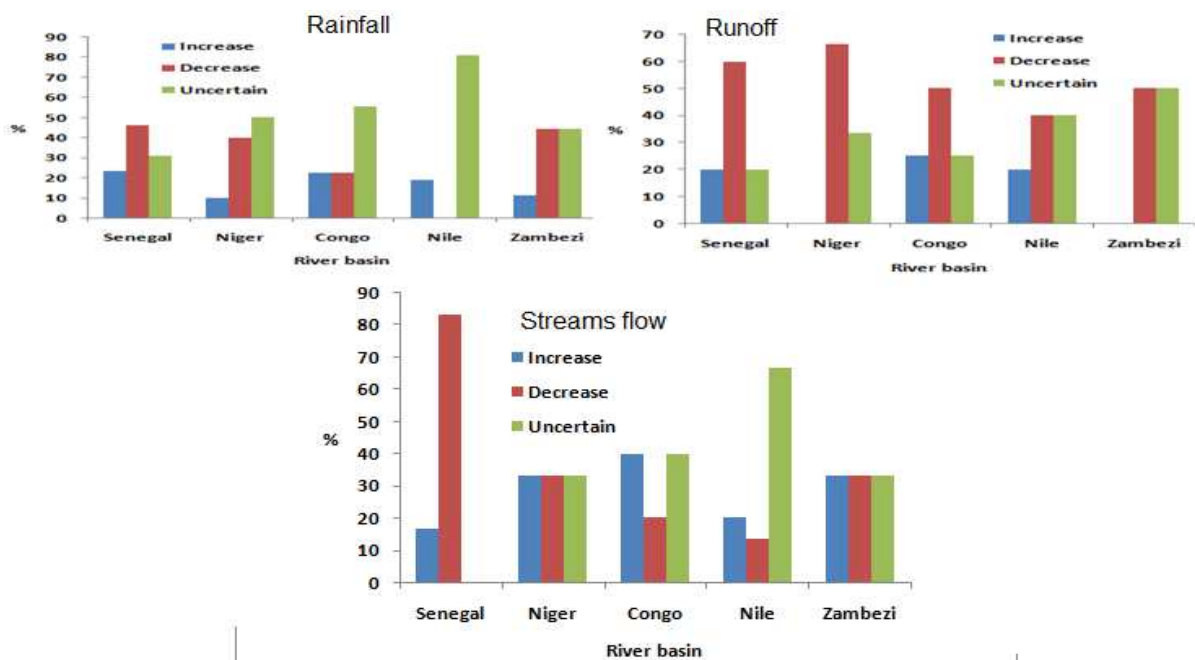 Rainfall
90
80
70
60
50
40
30
20
10
0
%
Increase
Decrease
Uncertain
Senegal Niger Congo Nile Zambezi
River basin
Runoff
70
60
50
40
30
20
10
0
%
Increase
Decrease
Uncertain
Senegal Niger Congo Nile Zambezi
River basin
Streams flow
90
80
70
60
50
40
30
20
10
0
%
Increase
Decrease
Uncertain
Senegal Niger Congo Nile Zambezi
River basin